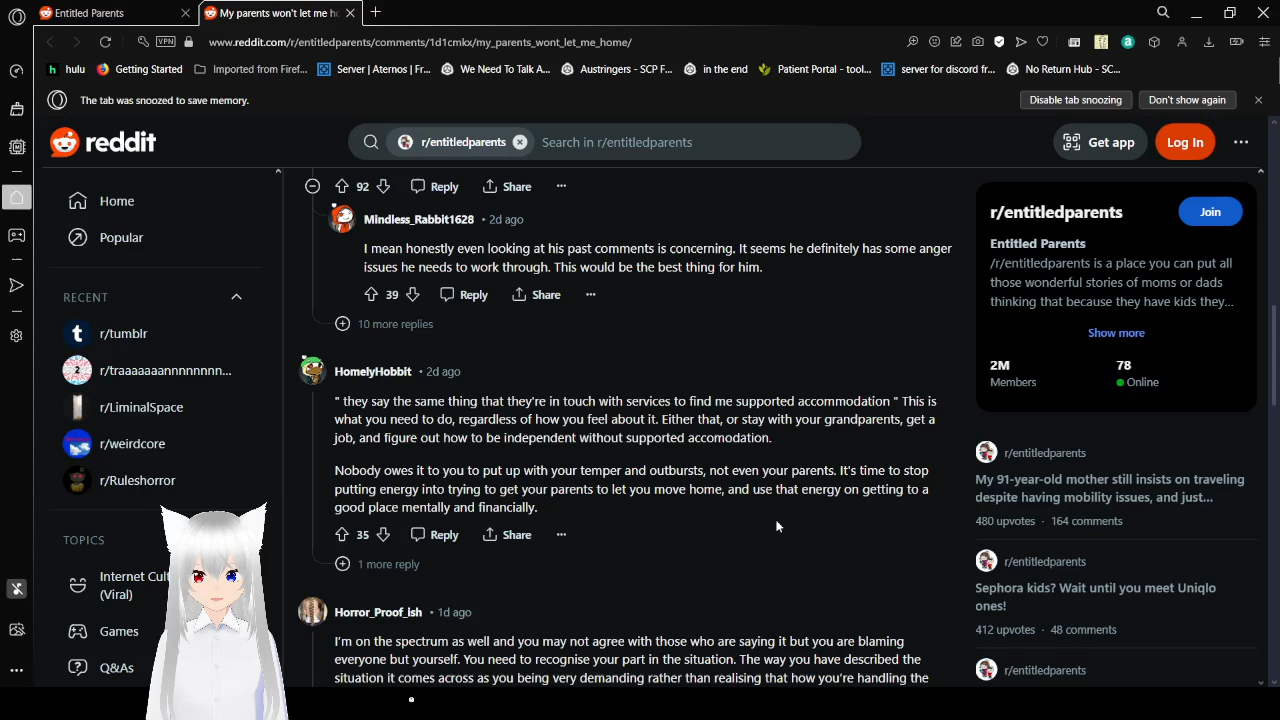 Entitled Parents
My parents won't let me h
www.reddit.com/r/entitledparents/comments/1d1cmkx/my_parents_wont_let_me_home/
VPN
hulu
Getting Started
Imported from Firef...
Server | Aternos | Fr...
We Need To Talk A...
Austringers - SCP F...
in the end
Patient Portal - tool...
server for discord fr...
No Return Hub - SC...
The tab was snoozed to save memory.
Disable tab snoozing
Don't show again
reddit
r/entitledparents
Search in r/entitledparents
Get app
Log In
Home
Popular
RECENT
r/tumblr
r/traaaaaaannnnnnnn...
r/LiminalSpace
r/weirdcore
r/Ruleshorror
TOPICS
Internet Cul
(Viral)
Games
Q&As
92 Reply Share
Mindless_Rabbit1628 • 2d ago
I mean honestly even looking at his past comments is concerning. It seems he definitely has some anger
issues he needs to work through. This would be the best thing for him.
39 Reply Share
10 more replies
HomelyHobbit • 2d ago
" they say the same thing that they're in touch with services to find me supported accommodation " This is
what you need to do, regardless of how you feel about it. Either that, or stay with your grandparents, get a
job, and figure out how to be independent without supported accomodation.
Nobody owes it to you to put up with your temper and outbursts, not even your parents. It's time to stop
putting energy into trying to get your parents to let you move home, and use that energy on getting to a
good place mentally and financially.
35 Reply Share
1 more reply
Horror_Proof_ish • 1d ago
I'm on the spectrum as well and you may not agree with those who are saying it but you are blaming
everyone but yourself. You need to recognise your part in the situation. The way you have described the
situation it comes across as you being very demanding rather than realising that how you're handling the
r/entitledparents
Join
Entitled Parents
/r/entitledparents is a place you can put all
those wonderful stories of moms or dads
thinking that because they have kids they...
Show more
2M 78
Members Online
r/entitledparents
My 91-year-old mother still insists on traveling
despite having mobility issues, and just...
480 upvotes · 164 comments
r/entitledparents
Sephora kids? Wait until you meet Uniqlo
ones!
412 upvotes · 48 comments
r/entitledparents